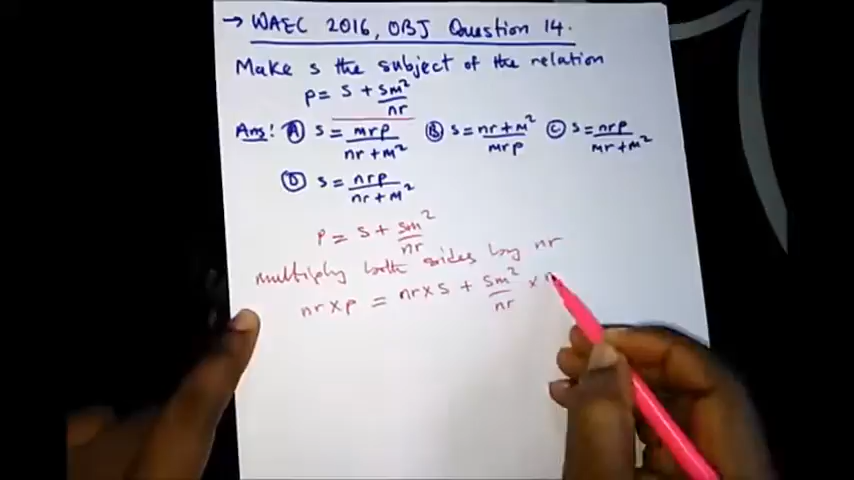 → WAEC 2016, OBJ Question 14.
Make s the subject of the relation
p = s + sm²/nr
Ans: (A) s = mrp/nr + m² (B) s = nr + m²/mrp (C) s = nrp/mr + m²
(D) s = nrp/nr + m²
p = s + sm²/nr
multiply both sides by nr
nr × p = nr × s + sm²/nr × n